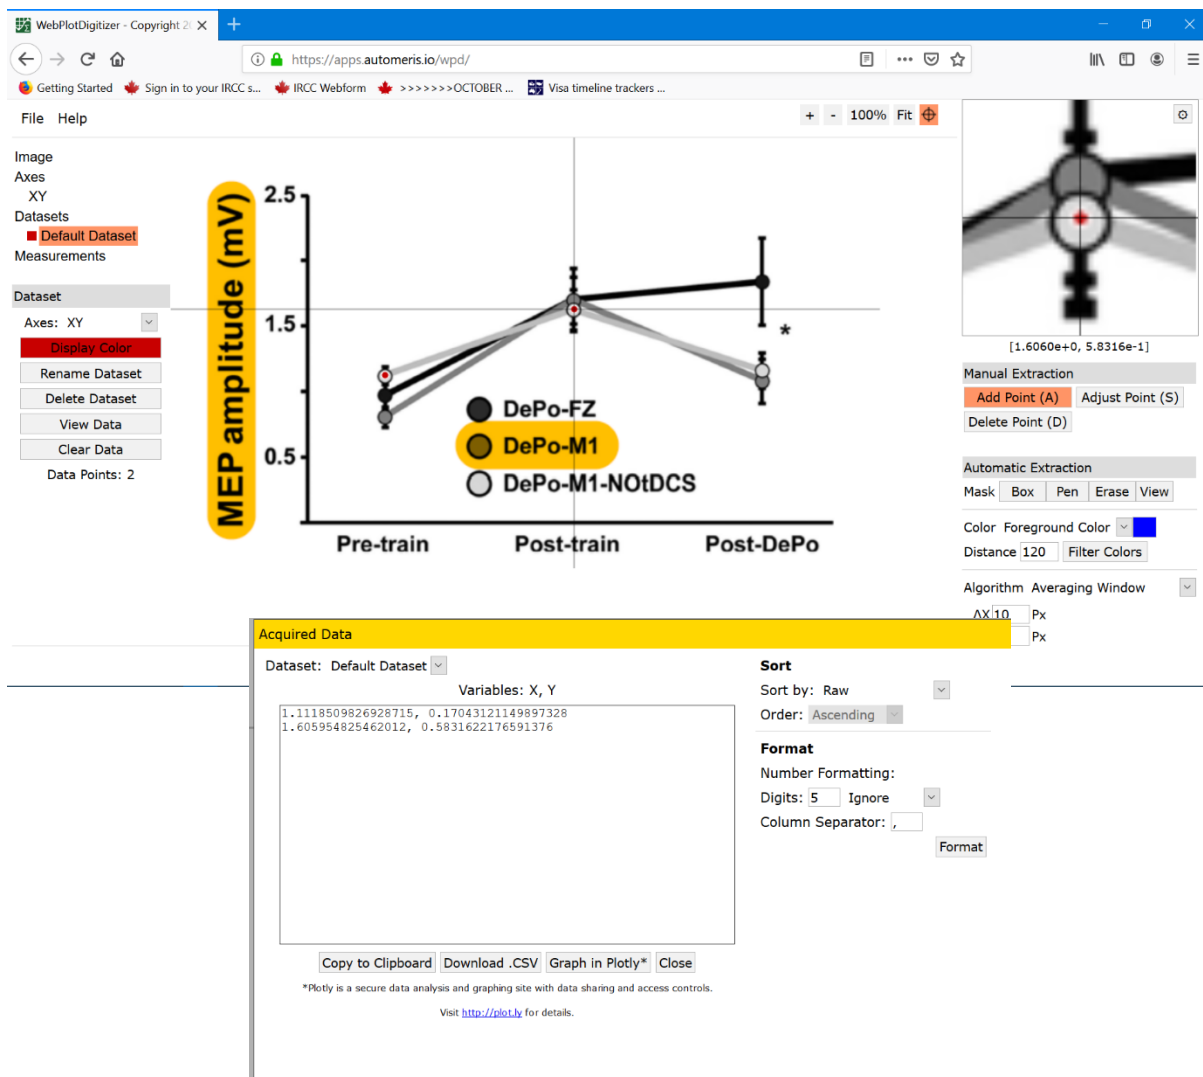 WebPlotDigitizer - Copyright 2
https://apps.automeris.io/wpd/
Getting Started Sign in to your IRCC s... IRCC Webform >>>>>>>OCTOBER ... Visa timeline trackers ...
File Help
+ - 100% Fit
Image
Axes
XY
Datasets
Default Dataset
Measurements
Dataset
Axes: XY
Display Color
Rename Dataset
Delete Dataset
View Data
Clear Data
Data Points: 2
MEP amplitude (mV)
2.5
1.5
0.5
*
DePo-FZ
DePo-M1
DePo-M1-NOtDCS
Pre-train Post-train Post-DePo
[1.6060e+0, 5.8316e-1]
Manual Extraction
Add Point (A) Adjust Point (S)
Delete Point (D)
Automatic Extraction
Mask Box Pen Erase View
Color Foreground Color
Distance 120 Filter Colors
Algorithm Averaging Window
ΔX 10 Px
Px
Acquired Data
Dataset: Default Dataset
Variables: X, Y
1.1118509826928715, 0.17043121149897328
1.605954825462012, 0.5831622176591376
Sort
Sort by: Raw
Order: Ascending
Format
Number Formatting:
Digits: 5 Ignore
Column Separator: ,
Format
Copy to Clipboard Download .CSV Graph in Plotly* Close
*Plotly is a secure data analysis and graphing site with data sharing and access controls.
Visit http://plot.ly for details.